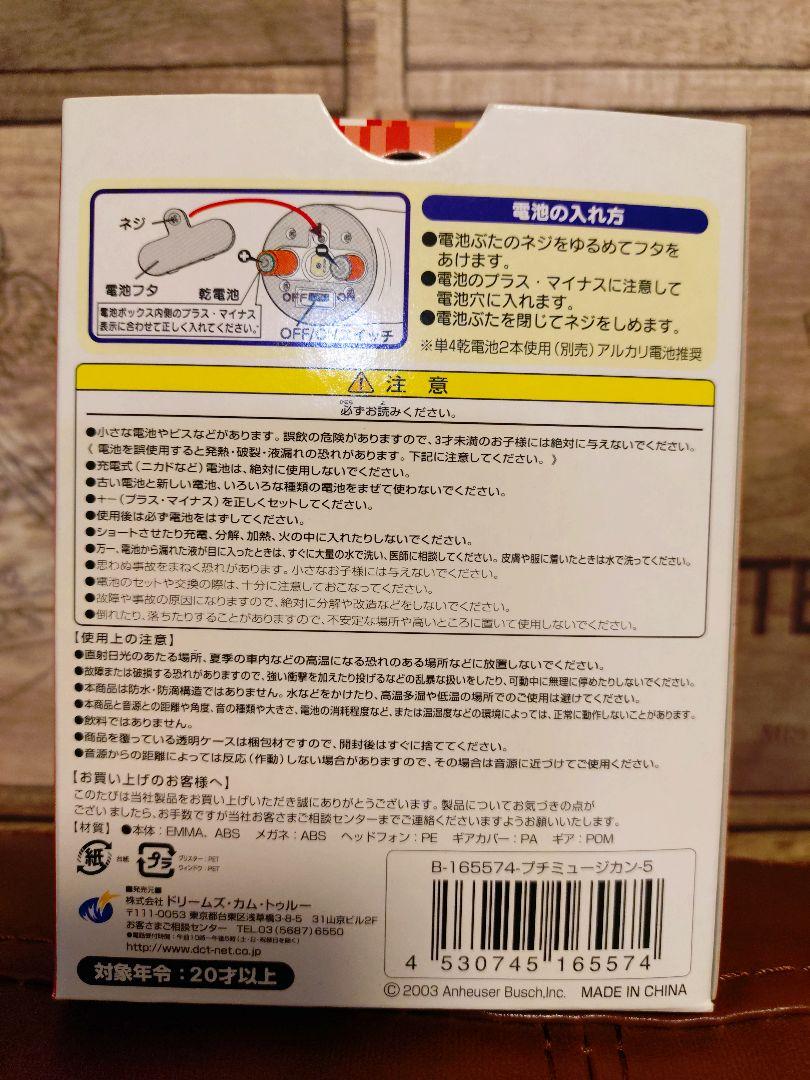 ネジ
電池フタ
乾電池
OFF
ON
電池ボックス内側のプラス・マイナス
表示に合わせて正しく入れてください。
OFF/ONスイッチ
電池の入れ方
●電池ぶたのネジをゆるめてフタを
あけます。
●電池のプラス・マイナスに注意して
電池穴に入れます。
●電池ぶたを閉じてネジをしめます。
※単4乾電池2本使用(別売)アルカリ電池推奨
注意
必ずお読みください。
●小さな電池やビスなどがあります。誤飲の危険がありますので、3才未満のお子様には絶対に与えないでください。
《電池を誤使用すると発熱・破裂・液漏れの恐れがあります。下記に注意してください。》
●充電式(ニカドなど)電池は、絶対に使用しないでください。
●古い電池と新しい電池、いろいろな種類の電池をまぜて使わないでください。
●+−(プラス・マイナス)を正しくセットしてください。
●使用後は必ず電池をはずしてください。
●ショートさせたり充電、分解、加熱、火の中に入れたりしないでください。
●万一、電池から漏れた液が目に入ったときは、すぐに大量の水で洗い、医師に相談してください。皮膚や服に着いたときは水で洗ってください。
●思わぬ事故をまねく恐れがあります。小さなお子様には与えないでください。
●電池のセットや交換の際は、十分に注意しておこなってください。
●故障や事故の原因になりますので、絶対に分解や改造などをしないでください。
●倒れたり、落ちたりすることがありますので、不安定な場所や高いところに置いて使用しないでください。
【使用上の注意】
●直射日光のあたる場所、夏季の車内などの高温になる恐れのある場所などに放置しないでください。
●故障または破損する恐れがありますので、強い衝撃を加えたり投げるなどの乱暴な扱いをしたり、可動中に無理に停めたりしないでください。
●本商品は防水・防滴構造ではありません。水などをかけたり、高温多湿や低温の場所でのご使用は避けてください。
●本商品と音源との距離や角度、音の種類や大きさ、電池の消耗程度など、または温湿度などの環境によっては、正常に動作しないことがあります。
●飲料ではありません。
●商品を覆っている透明ケースは梱包材ですので、開封後はすぐに捨ててください。
●音源からの距離によっては反応(作動)しない場合がありますので、その場合は音源に近づけてご使用ください。
【お買い上げのお客様へ】
このたびは当社製品をお買い上げいただき誠にありがとうございます。製品についてお気づきの点が
ございましたら、お手数ですが当社お客さまご相談センターまでご連絡くださいますようお願いいたします。
【材質】●本体:EMMA、ABS メガネ:ABS ヘッドフォン:PE ギアカバー:PA ギア:POM
紙
台紙
プラ
ブリスター:PET
ウィンドウ:PET
■発売元■
株式会社ドリームズ・カム・トゥルー
〒111-0053 東京都台東区浅草橋3-8-5 31山京ビル2F
お客さまご相談センター TEL.03(5687)6550
●電話受付時間:午前10時〜午後5時(土・日・祝祭日を除く)
http://www.dct-net.co.jp
対象年令:20才以上
B-165574-プチミュージカン-5
4 530745 165574
© 2003 Anheuser Busch,Inc. MADE IN CHINA